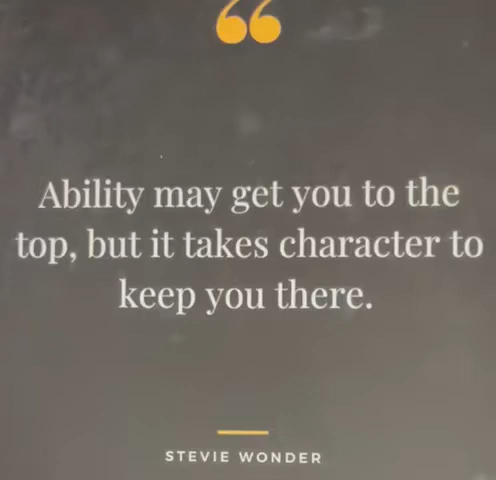 “
Ability may get you to the
top, but it takes character to
keep you there.
STEVIE WONDER